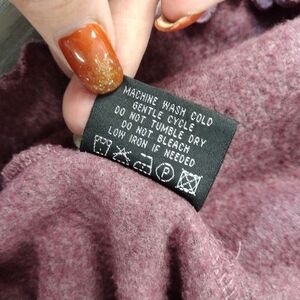 MACHINE WASH COLD
GENTLE CYCLE
DO NOT TUMBLE DRY
DO NOT BLEACH
LOW IRON IF NEEDED
P